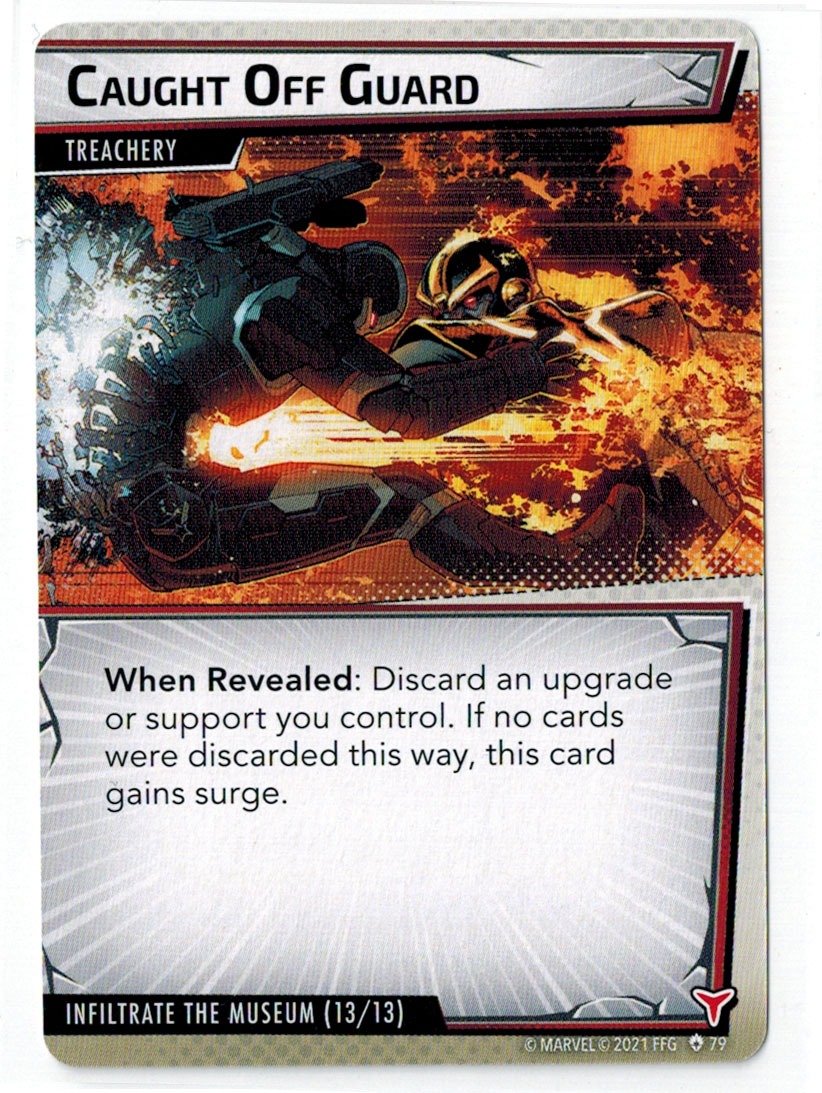 CAUGHT OFF GUARD
TREACHERY
When Revealed: Discard an upgrade
or support you control. If no cards
were discarded this way, this card
gains surge.
INFILTRATE THE MUSEUM (13/13)
© MARVEL © 2021 FFG 79